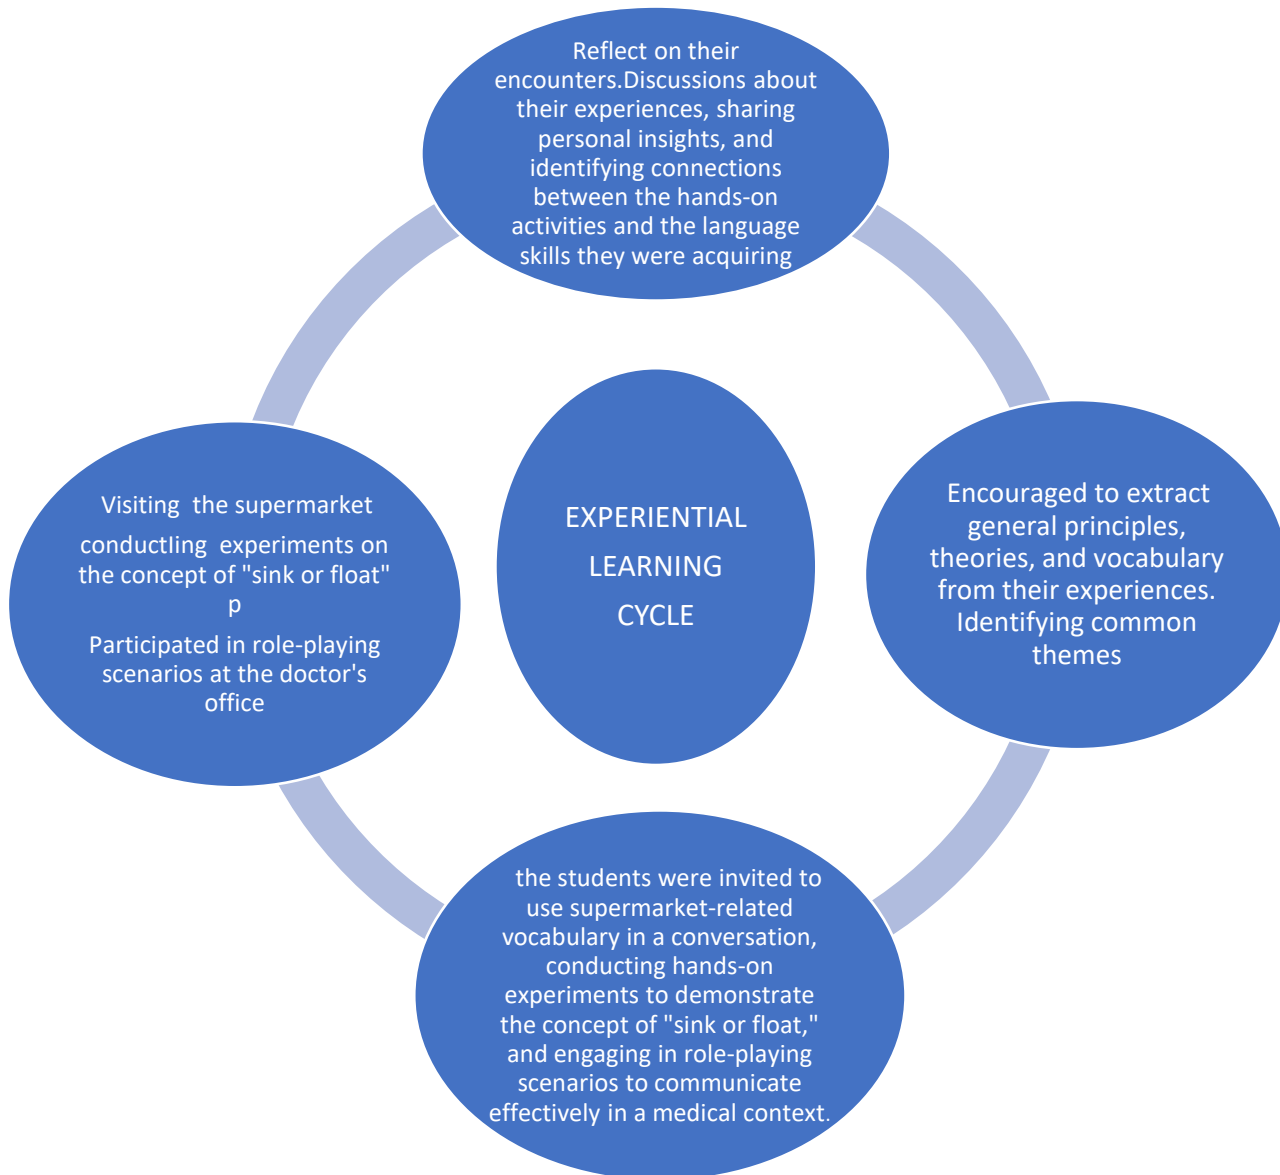 Reflect on their
encounters.Discussions about
their experiences, sharing
personal insights, and
identifying connections
between the hands-on
activities and the language
skills they were acquiring
Visiting  the supermarket
conductIing  experiments on
the concept of "sink or float"
p
Participated in role-playing
scenarios at the doctor's
office
EXPERIENTIAL
LEARNING
CYCLE
Encouraged to extract
general principles,
theories, and vocabulary
from their experiences.
Identifying common
themes
the students were invited to
use supermarket-related
vocabulary in a conversation,
conducting hands-on
experiments to demonstrate
the concept of "sink or float,"
and engaging in role-playing
scenarios to communicate
effectively in a medical context.